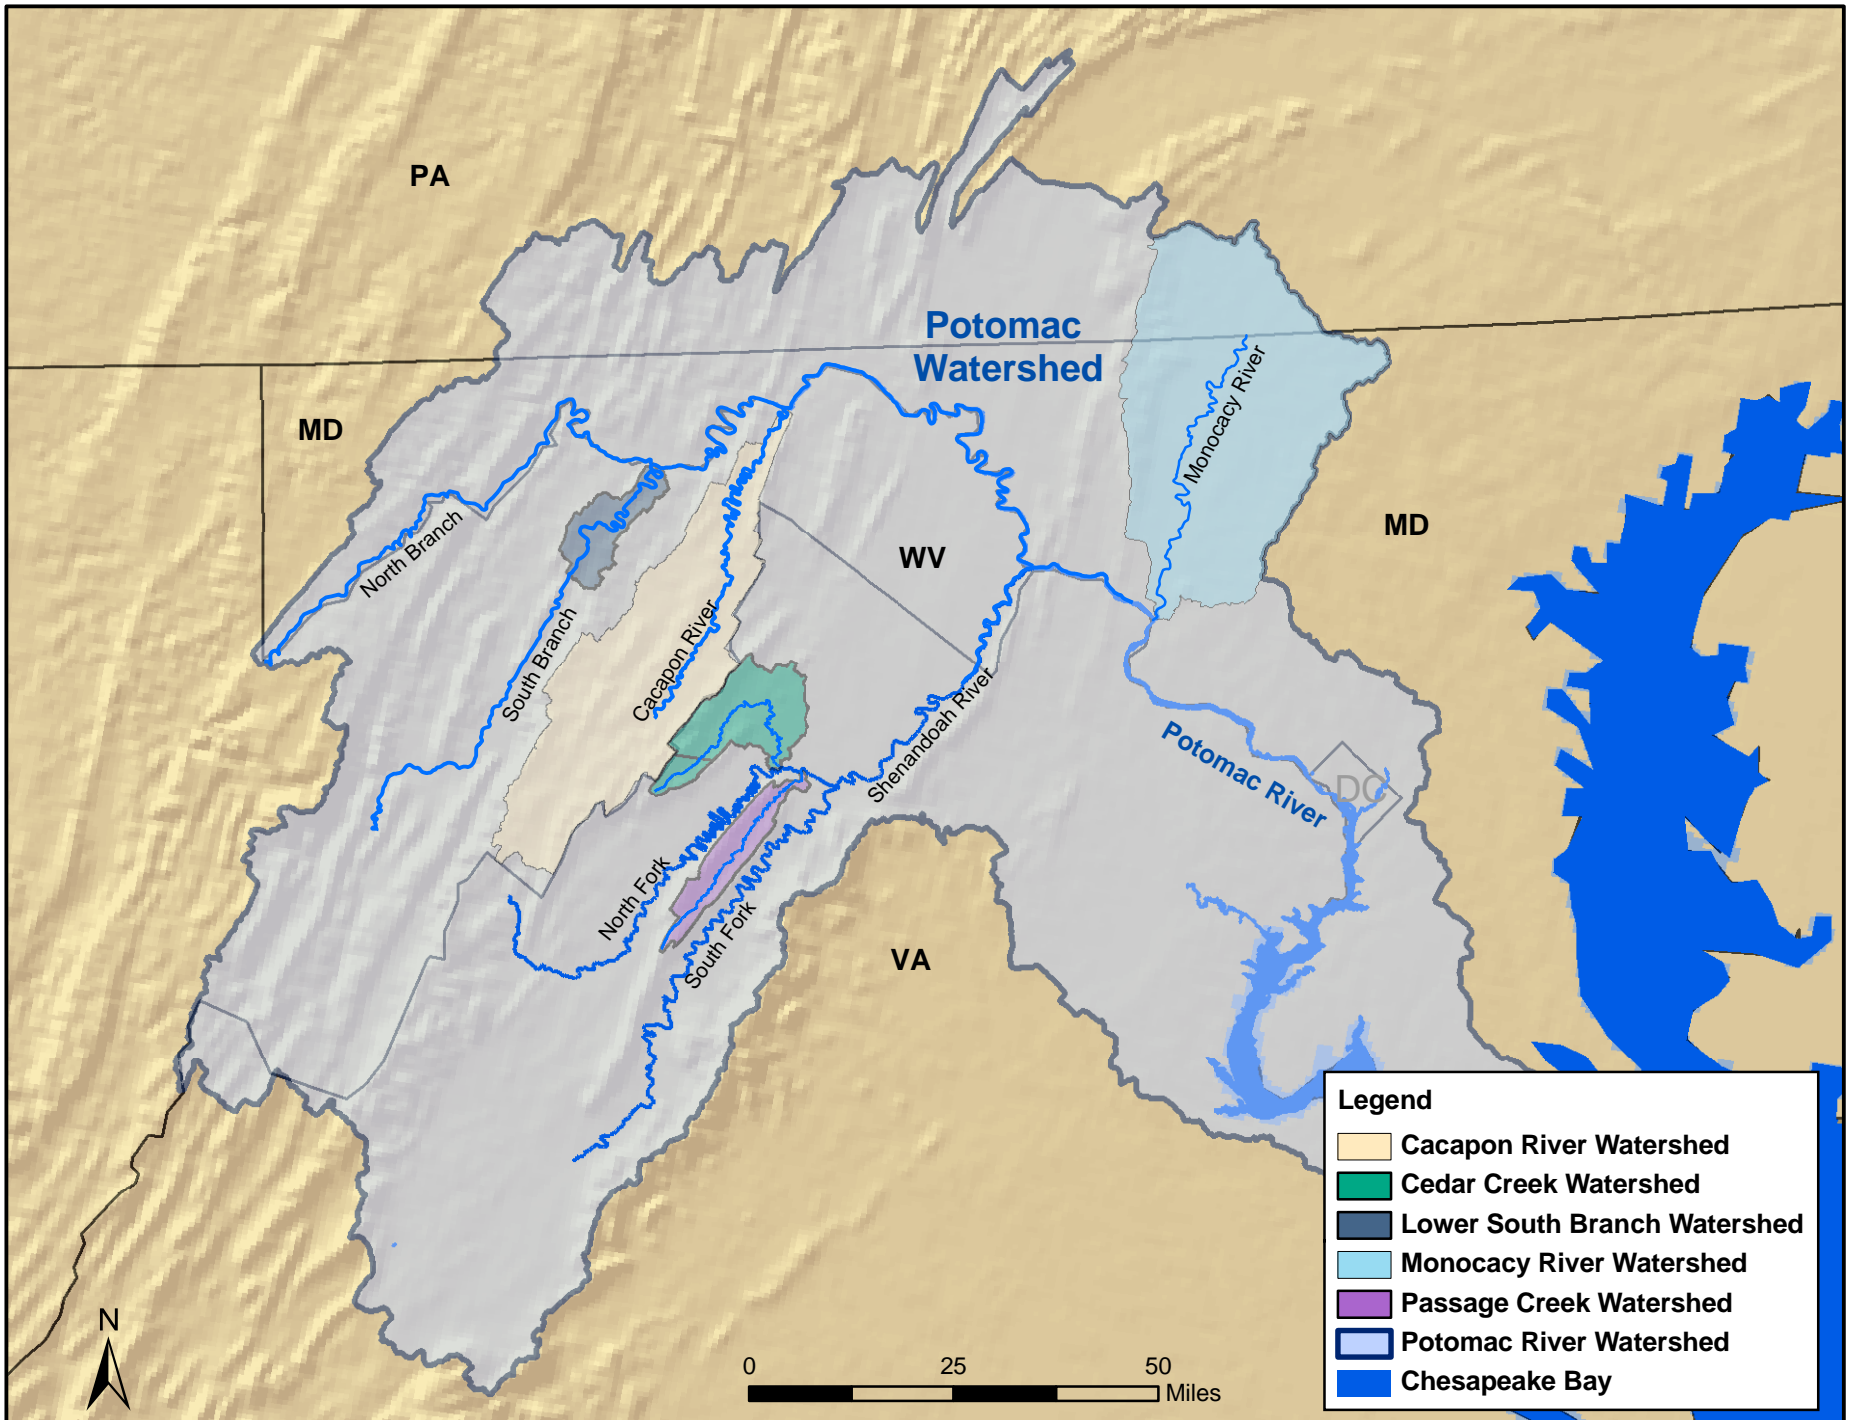 PA
Potomac
Watershed
MD
Monocacy River
MD
North Branch
WV
South Branch
Cacapon River
Shenandoah River
Potomac River
DC
North Fork
South Fork
VA
Legend
Cacapon River Watershed
Cedar Creek Watershed
Lower South Branch Watershed
Monocacy River Watershed
Passage Creek Watershed
Potomac River Watershed
Chesapeake Bay
N
0 25 50
Miles